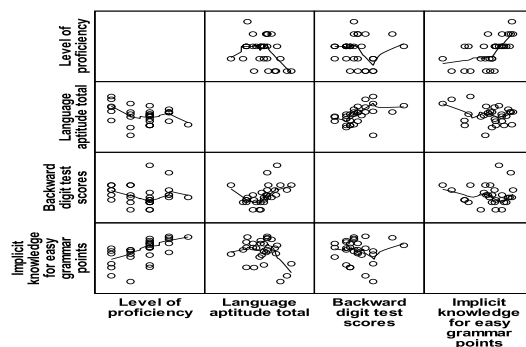 Level of
proficiency
Language
aptitude total
Backward
digit test
scores
Implicit
knowledge
for easy
grammar
points
Level of
proficiency
Language
aptitude total
Backward
digit test
scores
Implicit
knowledge
for easy
grammar
points